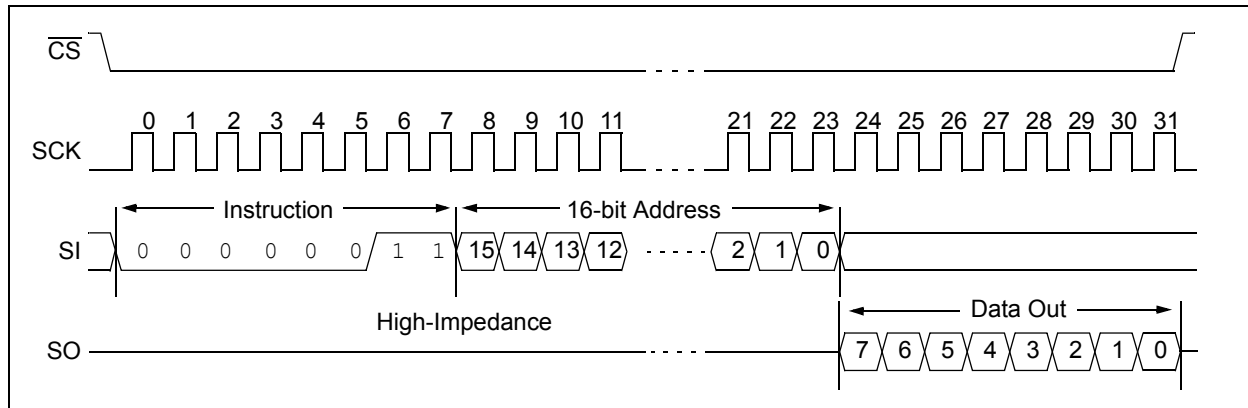 CS
0 1 2 3 4 5 6 7 8 9 10 11 21 22 23 24 25 26 27 28 29 30 31
SCK
Instruction 16-bit Address
SI 0 0 0 0 0 0 1 1 15 14 13 12 2 1 0
High-Impedance Data Out
SO 7 6 5 4 3 2 1 0